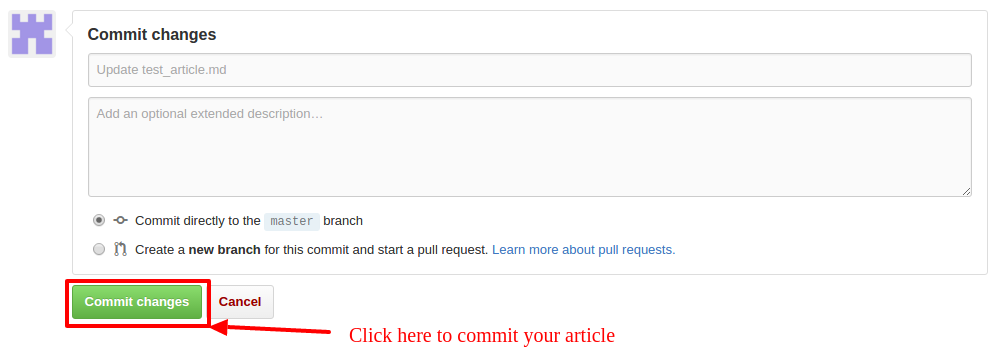 Commit changes
Update test_article.md
Add an optional extended description…
Commit directly to the master branch
Create a new branch for this commit and start a pull request. Learn more about pull requests.
Commit changes Cancel
Click here to commit your article